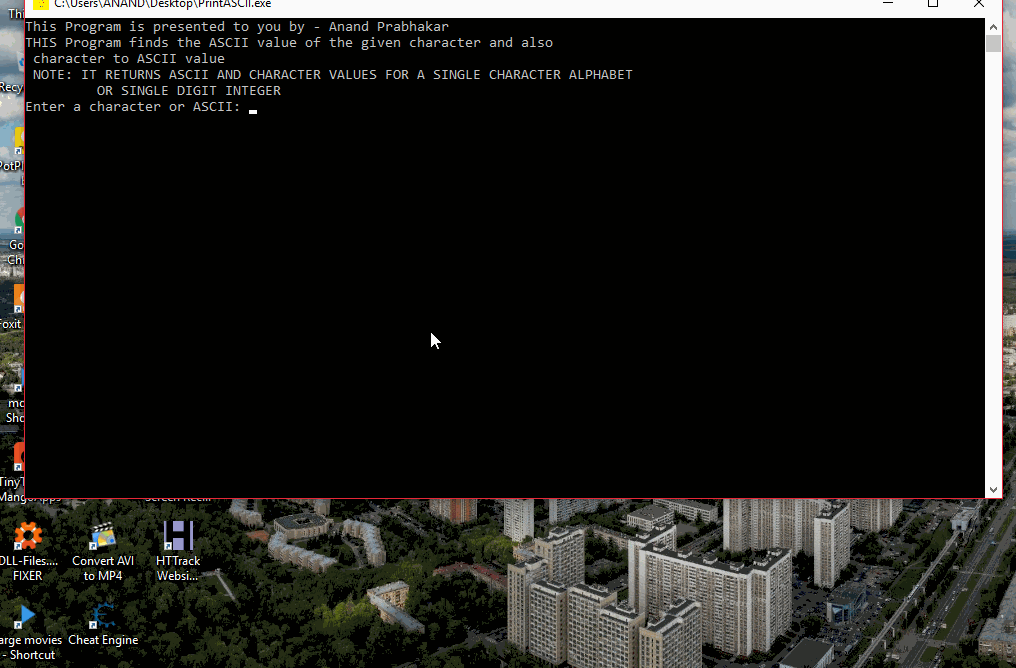 C:\Users\ANAND\Desktop\PrintASCII.exe
This Program is presented to you by - Anand Prabhakar
THIS Program finds the ASCII value of the given character and also
character to ASCII value
NOTE: IT RETURNS ASCII AND CHARACTER VALUES FOR A SINGLE CHARACTER ALPHABET
OR SINGLE DIGIT INTEGER
Enter a character or ASCII:
Thi
Recy
PotPl
Go
Chr
Foxit
mo
Sho
TinyT
MangoApps
Screen Rec...
DLL-Files....
FIXER
Convert AVI
to MP4
HTTrack
Websi...
arge movies
- Shortcut
Cheat Engine